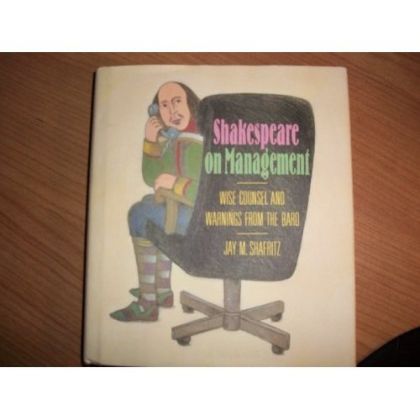 Shakespeare
on Management
WISE COUNSEL AND
WARNINGS FROM THE BARD
JAY M. SHAFRITZ